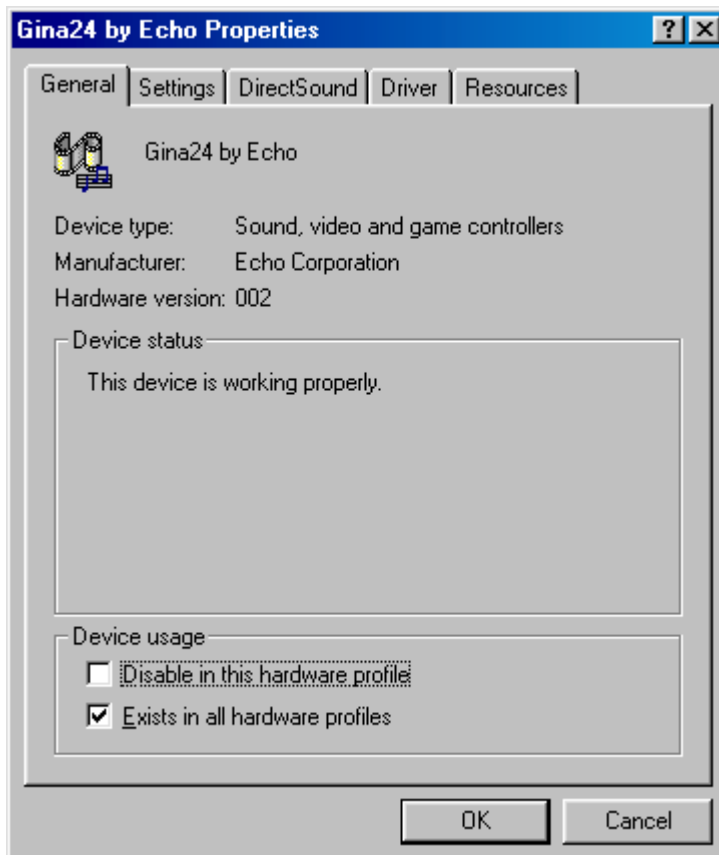 Gina24 by Echo Properties
General Settings DirectSound Driver Resources
Gina24 by Echo
Device type: Sound, video and game controllers
Manufacturer: Echo Corporation
Hardware version: 002
Device status
This device is working properly.
Device usage
Disable in this hardware profile
Exists in all hardware profiles
OK Cancel